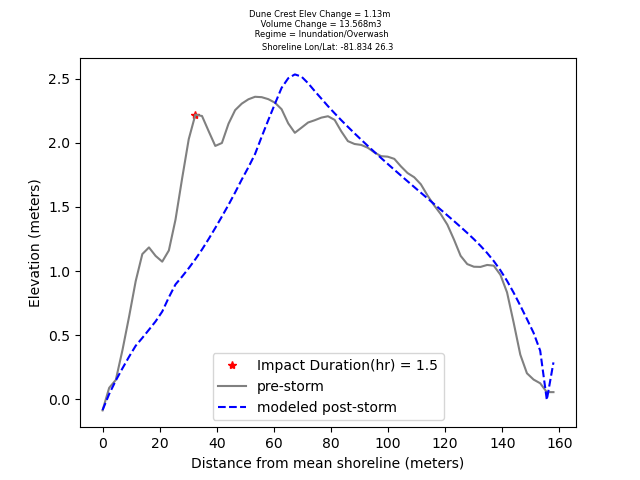 Dune Crest Elev Change = 1.13m
Volume Change = 13.568m3
Regime = Inundation/Overwash
Shoreline Lon/Lat: -81.834 26.3
2.5
2.0
1.5
1.0
0.5
0.0
Elevation (meters)
Impact Duration(hr) = 1.5
pre-storm
modeled post-storm
0 20 40 60 80 100 120 140 160
Distance from mean shoreline (meters)